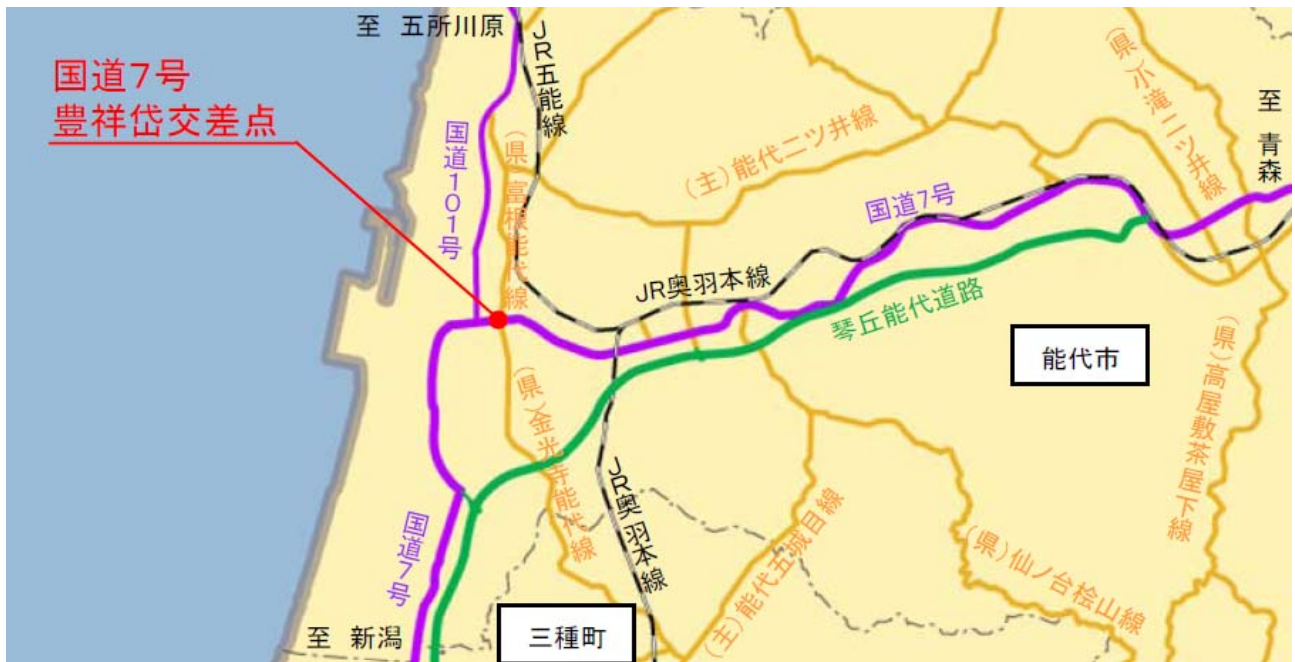 至 五所川原
国道7号
豊祥岱交差点
JR五能線
国道101号
(県)富根能代線
(主)能代二ツ井線
(県)小滝二ツ井線
至 青森
国道7号
JR奥羽本線
琴丘能代道路
能代市
(県)高屋敷茶屋下線
(県)金光寺能代線
JR奥羽本線
(主)能代五城目線
(県)仙ノ台桧山線
国道7号
至 新潟
三種町